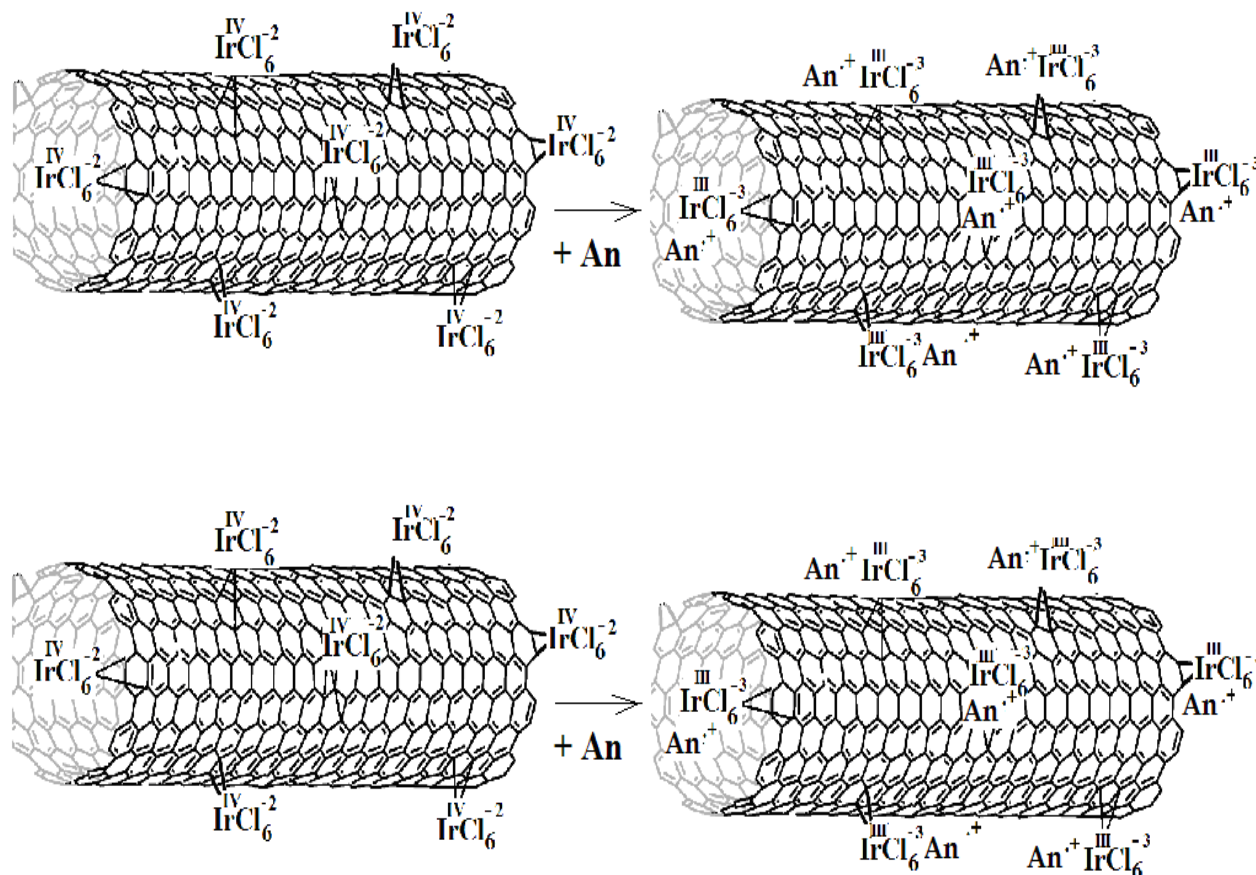 IV IrCl6-2
IV IrCl6-2
IV IrCl6-2
IV IrCl6-2
IV IrCl6-2
IV IrCl6-2
IV IrCl6-2
+ An
An.+ III IrCl6-3
An.+ III IrCl6-3
III IrCl6-3
An.+
III IrCl6-3
An.+
III IrCl6-3
An.+
III IrCl6-3 An.+
An.+ III IrCl6-3
IV IrCl6-2
IV IrCl6-2
IV IrCl6-2
IV IrCl6-2
IV IrCl6-2
IV IrCl6-2
IV IrCl6-2
+ An
An.+ III IrCl6-3
An.+ III IrCl6-3
III IrCl6-3
An.+
III IrCl6-3
An.+
III IrCl6-
An.+
III IrCl6-3 An.+
An.+ III IrCl6-3